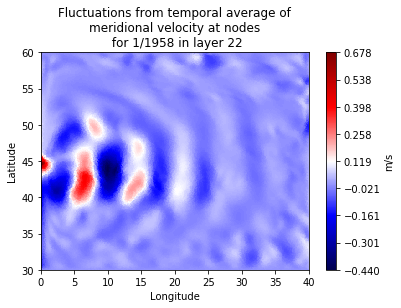 Fluctuations from temporal average of
meridional velocity at nodes
for 1/1958 in layer 22
60
55
50
45
40
35
30
Latitude
0 5 10 15 20 25 30 35 40
Longitude
0.678
0.538
0.398
0.258
0.119
−0.021
−0.161
−0.301
−0.440
m/s